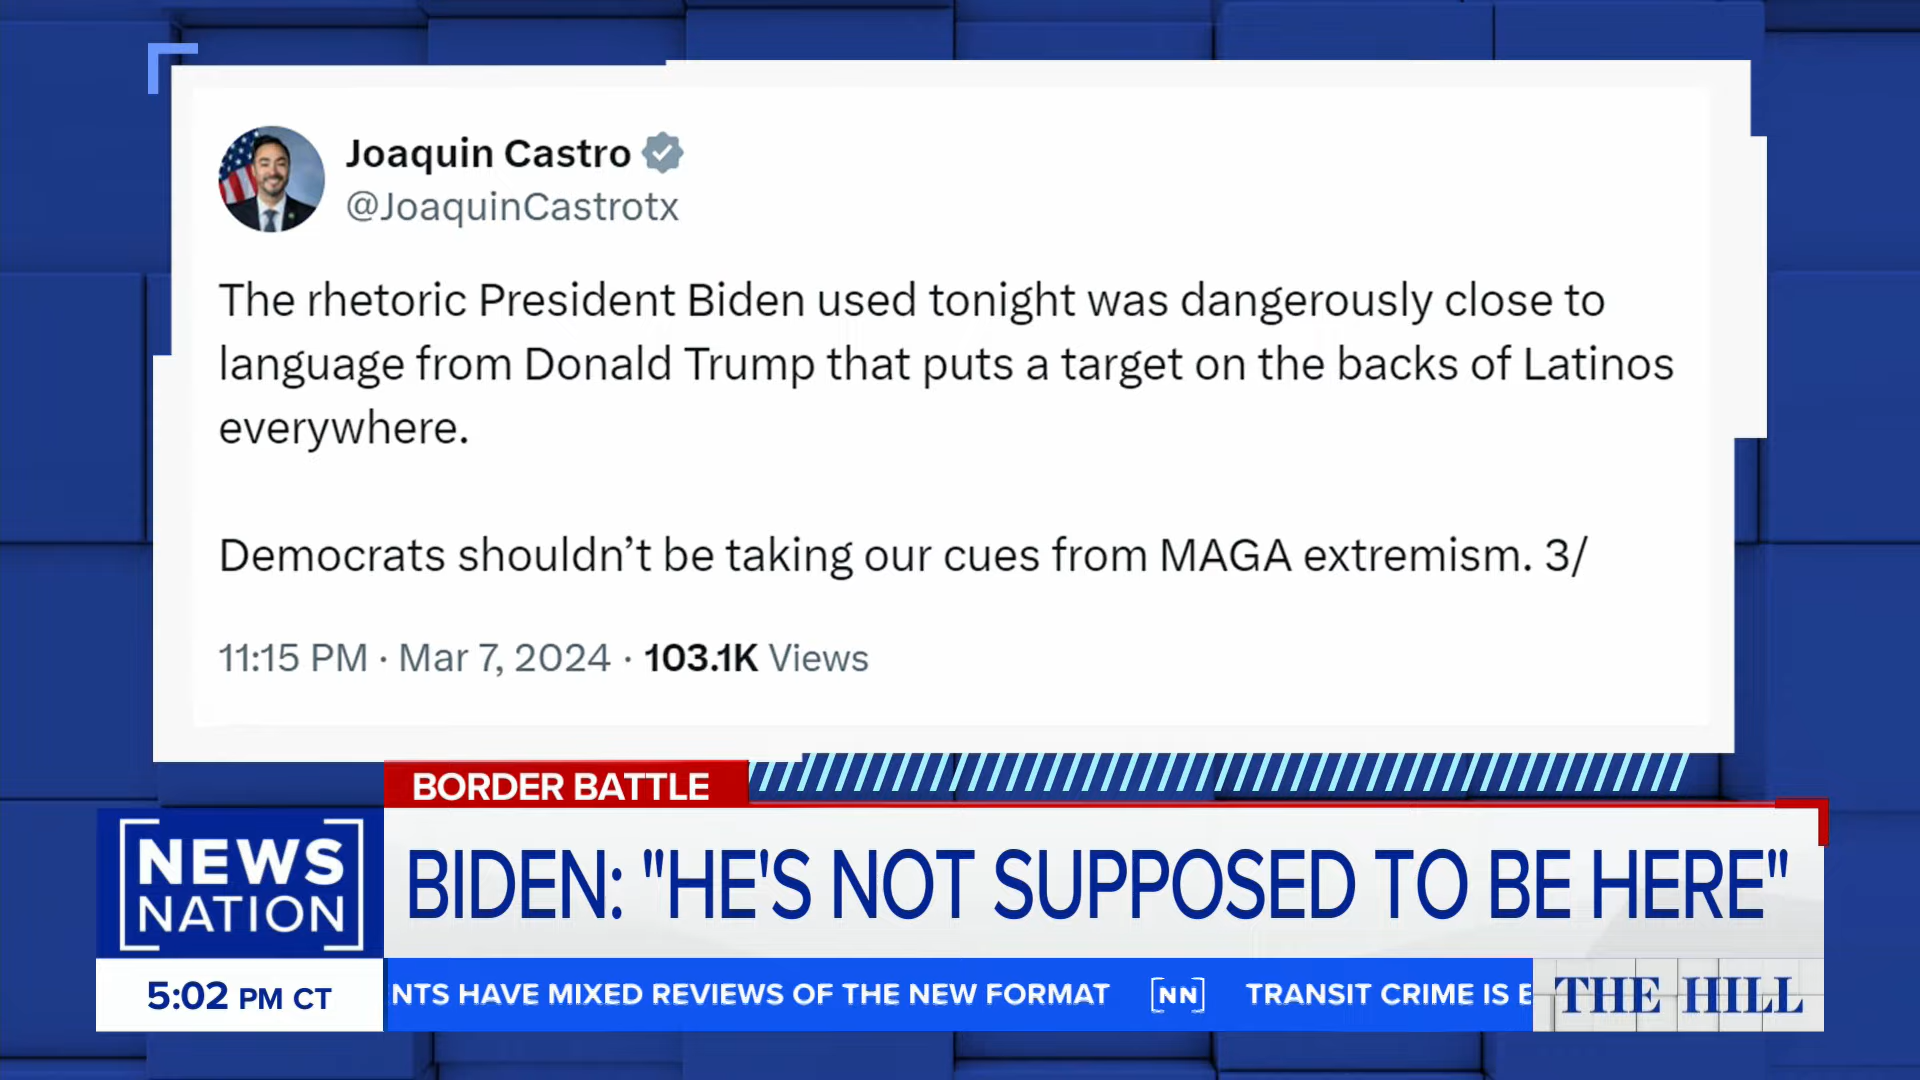 Joaquin Castro
@JoaquinCastrotx
The rhetoric President Biden used tonight was dangerously close to
language from Donald Trump that puts a target on the backs of Latinos
everywhere.
Democrats shouldn’t be taking our cues from MAGA extremism. 3/
11:15 PM · Mar 7, 2024 · 103.1K Views
BORDER BATTLE
NEWS
NATION
BIDEN: "HE'S NOT SUPPOSED TO BE HERE"
5:02 PM CT
NTS HAVE MIXED REVIEWS OF THE NEW FORMAT [NN] TRANSIT CRIME IS E
THE HILL